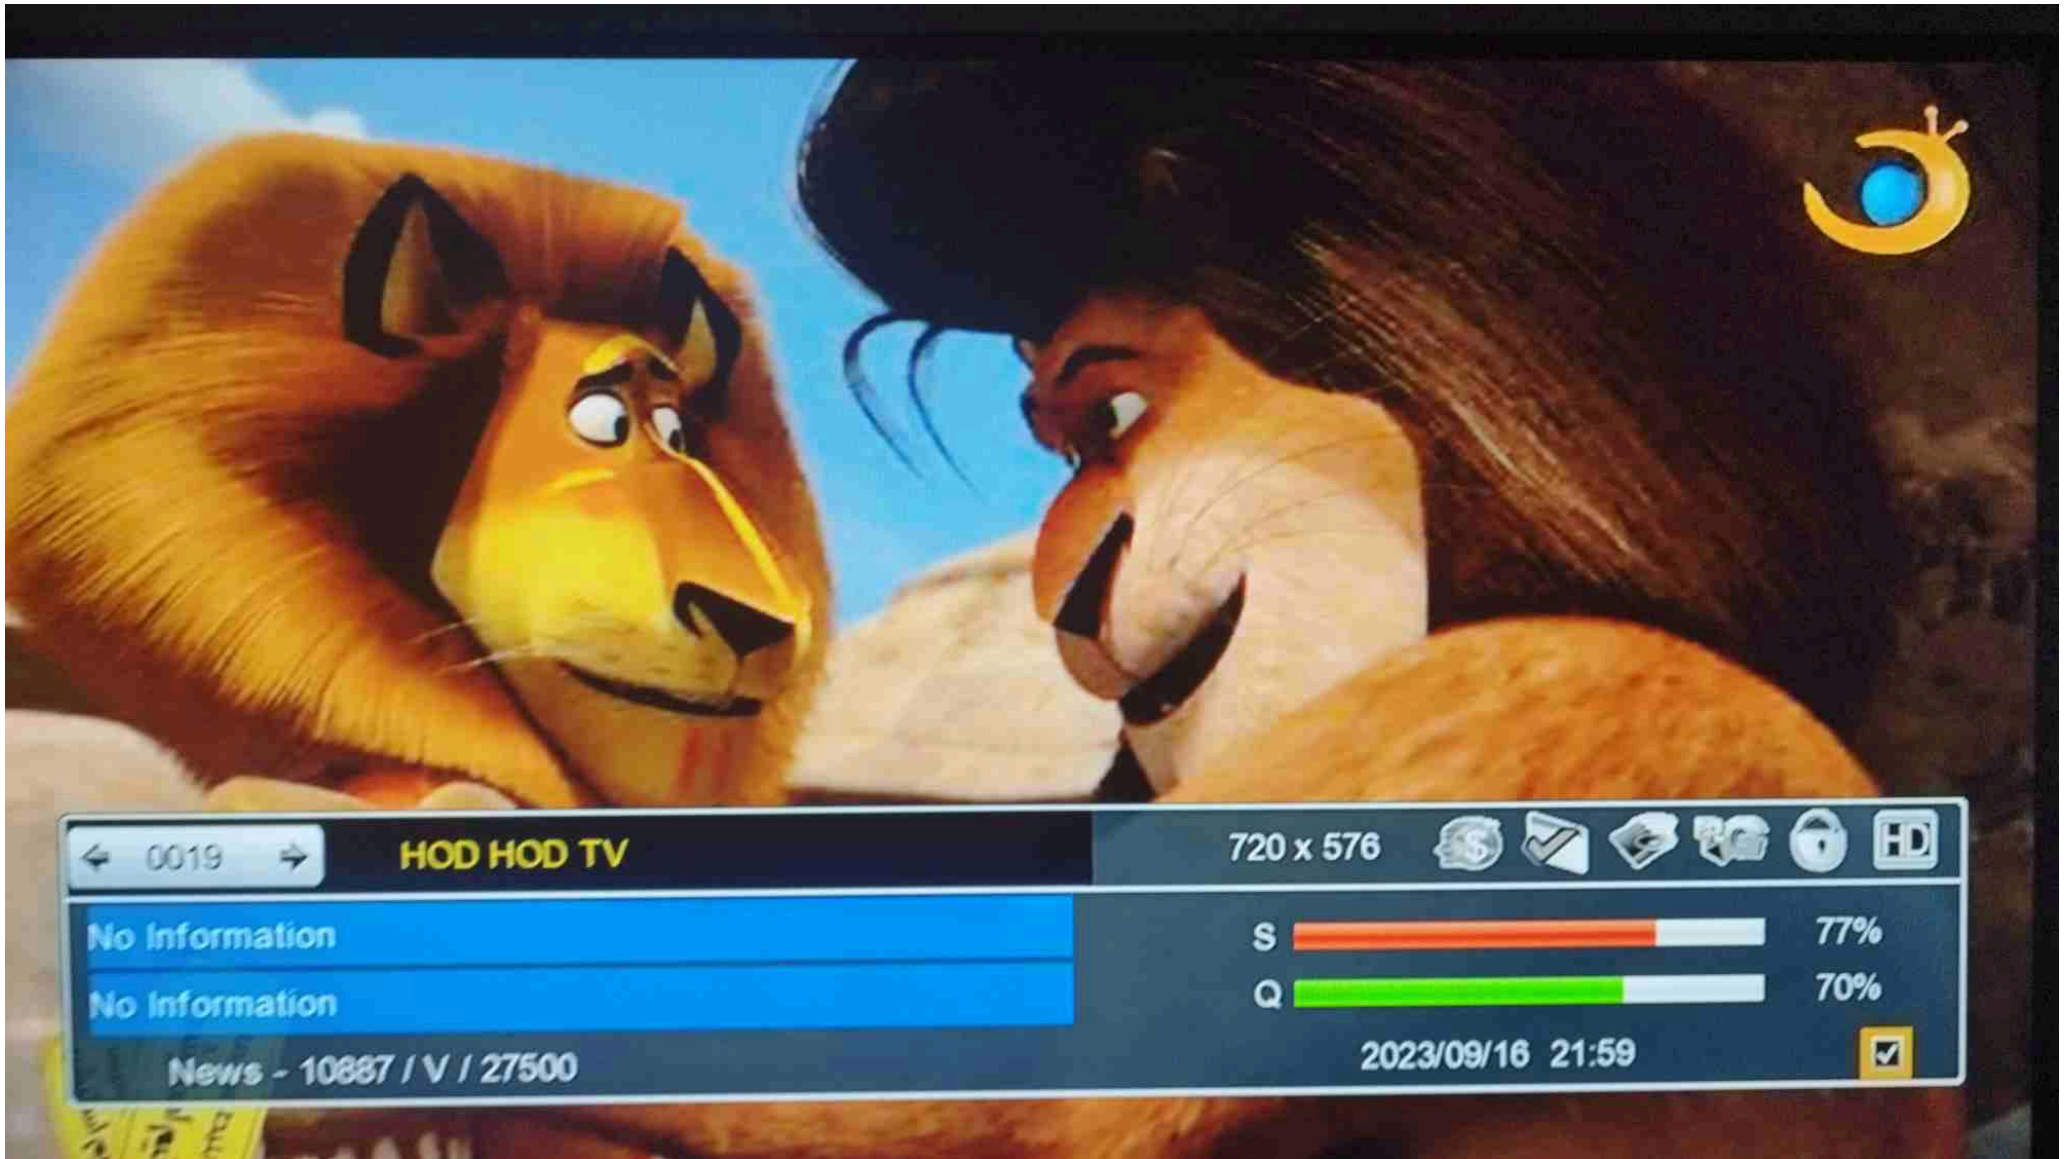 ← 0019 → HOD HOD TV 720 x 576 HD
No Information S 77%
No Information Q 70%
News - 10887 / V / 27500 2023/09/16 21:59